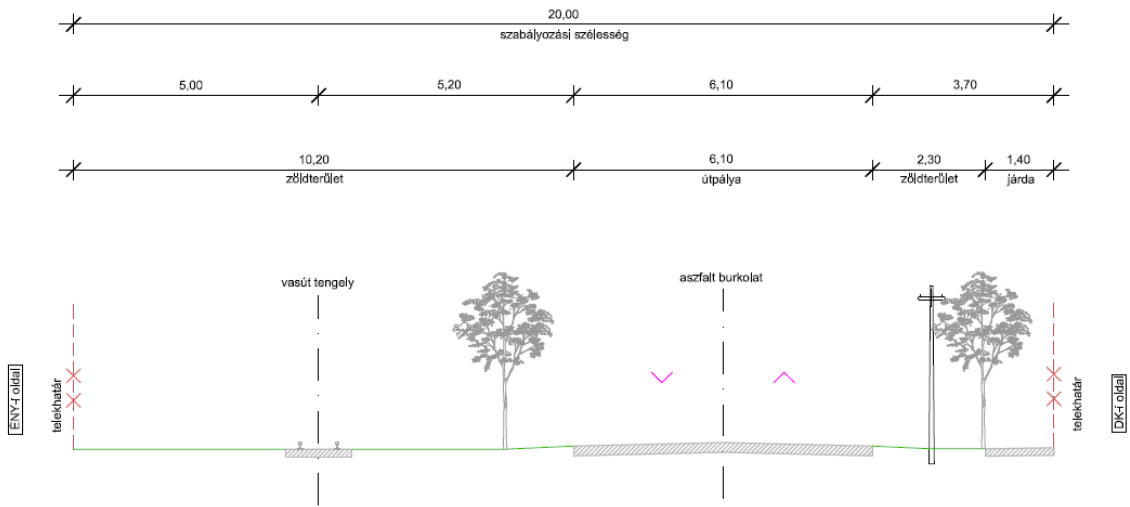 20,00
szabályozási szélesség
5,00 5,20 6,10 3,70
10,20 6,10 2,30 1,40
zöldterület útpálya zöldterület járda
vasút tengely aszfalt burkolat
ÉNY-i oldal
telekhatár
telekhatár
DK-i oldal